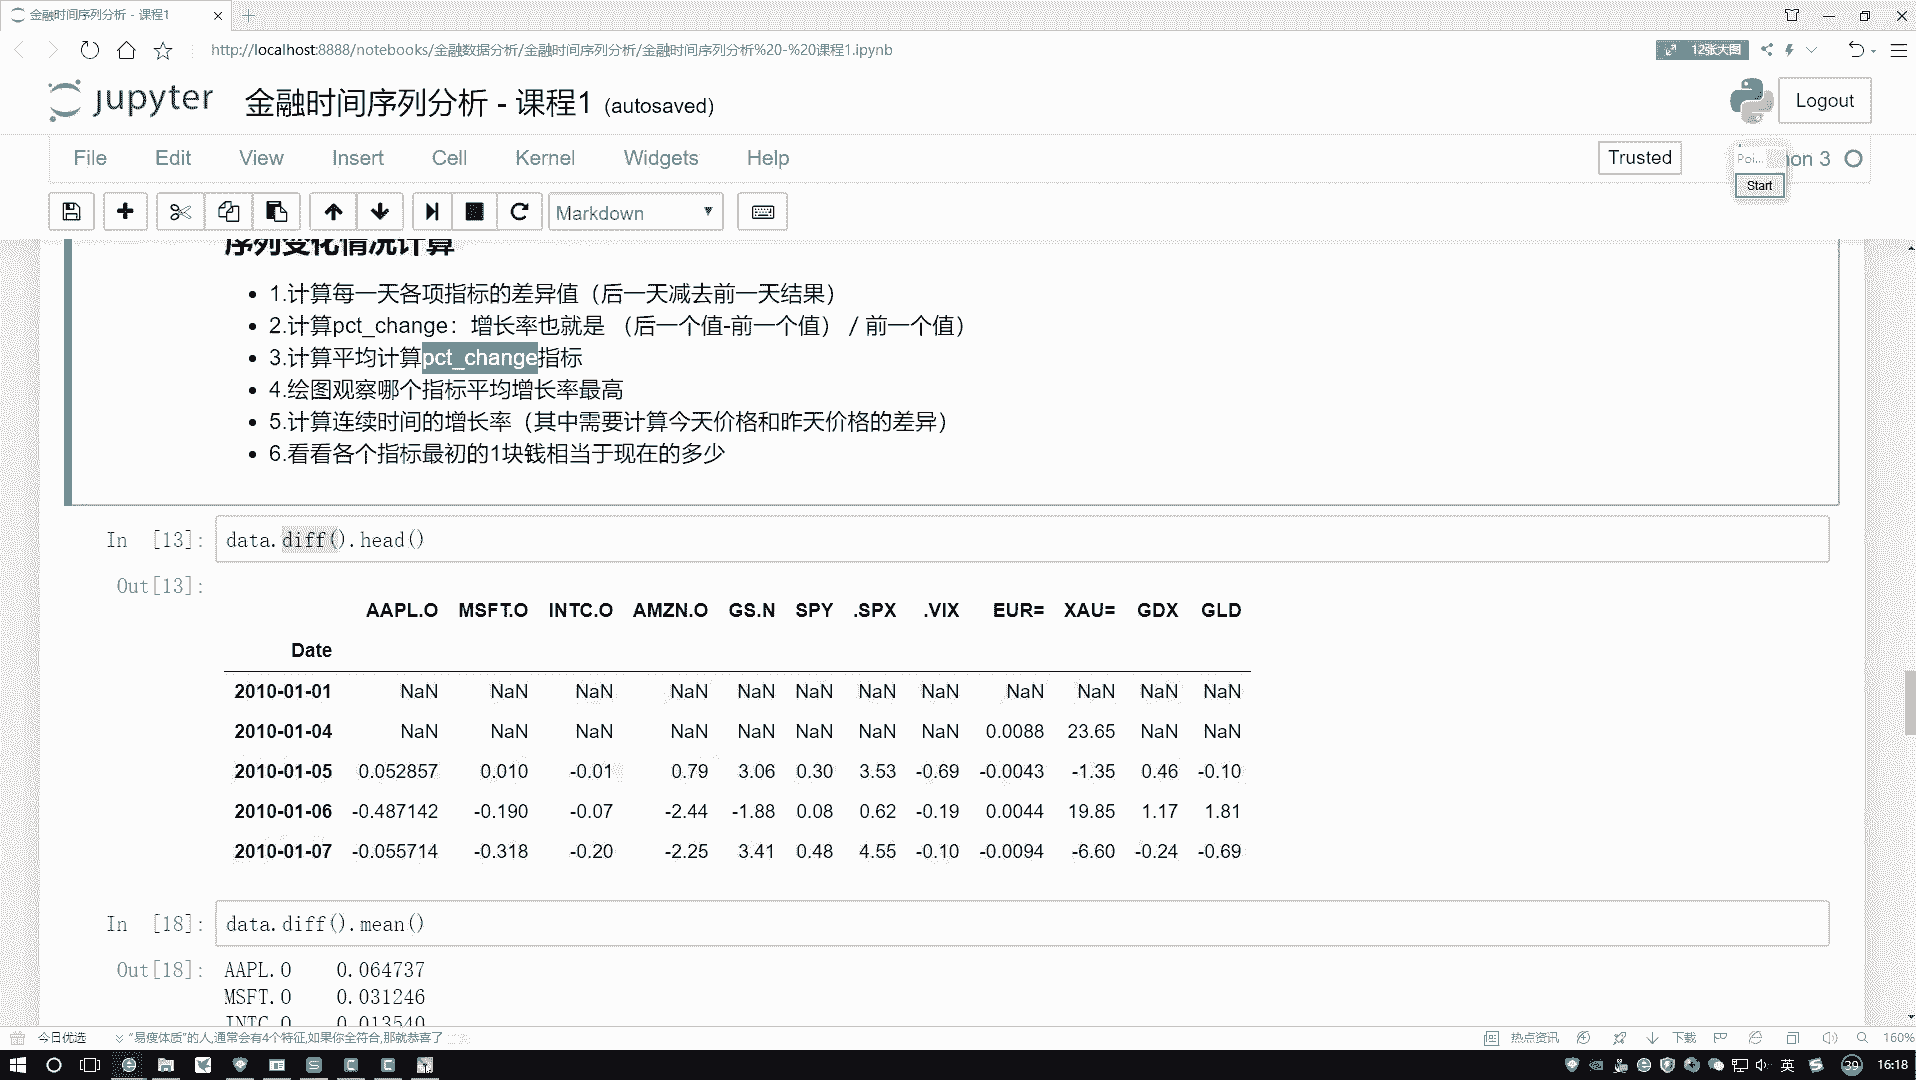 金融时间序列分析 - 课程1
http://localhost:8888/notebooks/金融数据分析/金融时间序列分析/金融时间序列分析%20-%20课程1.ipynb
12张大图
jupyter 金融时间序列分析 - 课程1 (autosaved)
Logout
File Edit View Insert Cell Kernel Widgets Help
Trusted
Poi... hon 3
Start
Markdown
序列变化情况计算
1.计算每一天各项指标的差异值（后一天减去前一天结果）
2.计算pct_change：增长率也就是 （后一个值-前一个值） / 前一个值）
3.计算平均计算pct_change指标
4.绘图观察哪个指标平均增长率最高
5.计算连续时间的增长率（其中需要计算今天价格和昨天价格的差异）
6.看看各个指标最初的1块钱相当于现在的多少
In [13]: data.diff().head()
Out[13]:
AAPL.O MSFT.O INTC.O AMZN.O GS.N SPY .SPX .VIX EUR= XAU= GDX GLD
Date
2010-01-01 NaN NaN NaN NaN NaN NaN NaN NaN NaN NaN NaN NaN
2010-01-04 NaN NaN NaN NaN NaN NaN NaN NaN 0.0088 23.65 NaN NaN
2010-01-05 0.052857 0.010 -0.01 0.79 3.06 0.30 3.53 -0.69 -0.0043 -1.35 0.46 -0.10
2010-01-06 -0.487142 -0.190 -0.07 -2.44 -1.88 0.08 0.62 -0.19 0.0044 19.85 1.17 1.81
2010-01-07 -0.055714 -0.318 -0.20 -2.25 3.41 0.48 4.55 -0.10 -0.0094 -6.60 -0.24 -0.69
In [18]: data.diff().mean()
Out[18]: AAPL.O 0.064737
MSFT.O 0.031246
INTC.O 0.013540
今日优选 "易瘦体质"的人,通常会有4个特征,如果你全符合,那就恭喜了
热点资讯 下载 160%
英 39 16:18